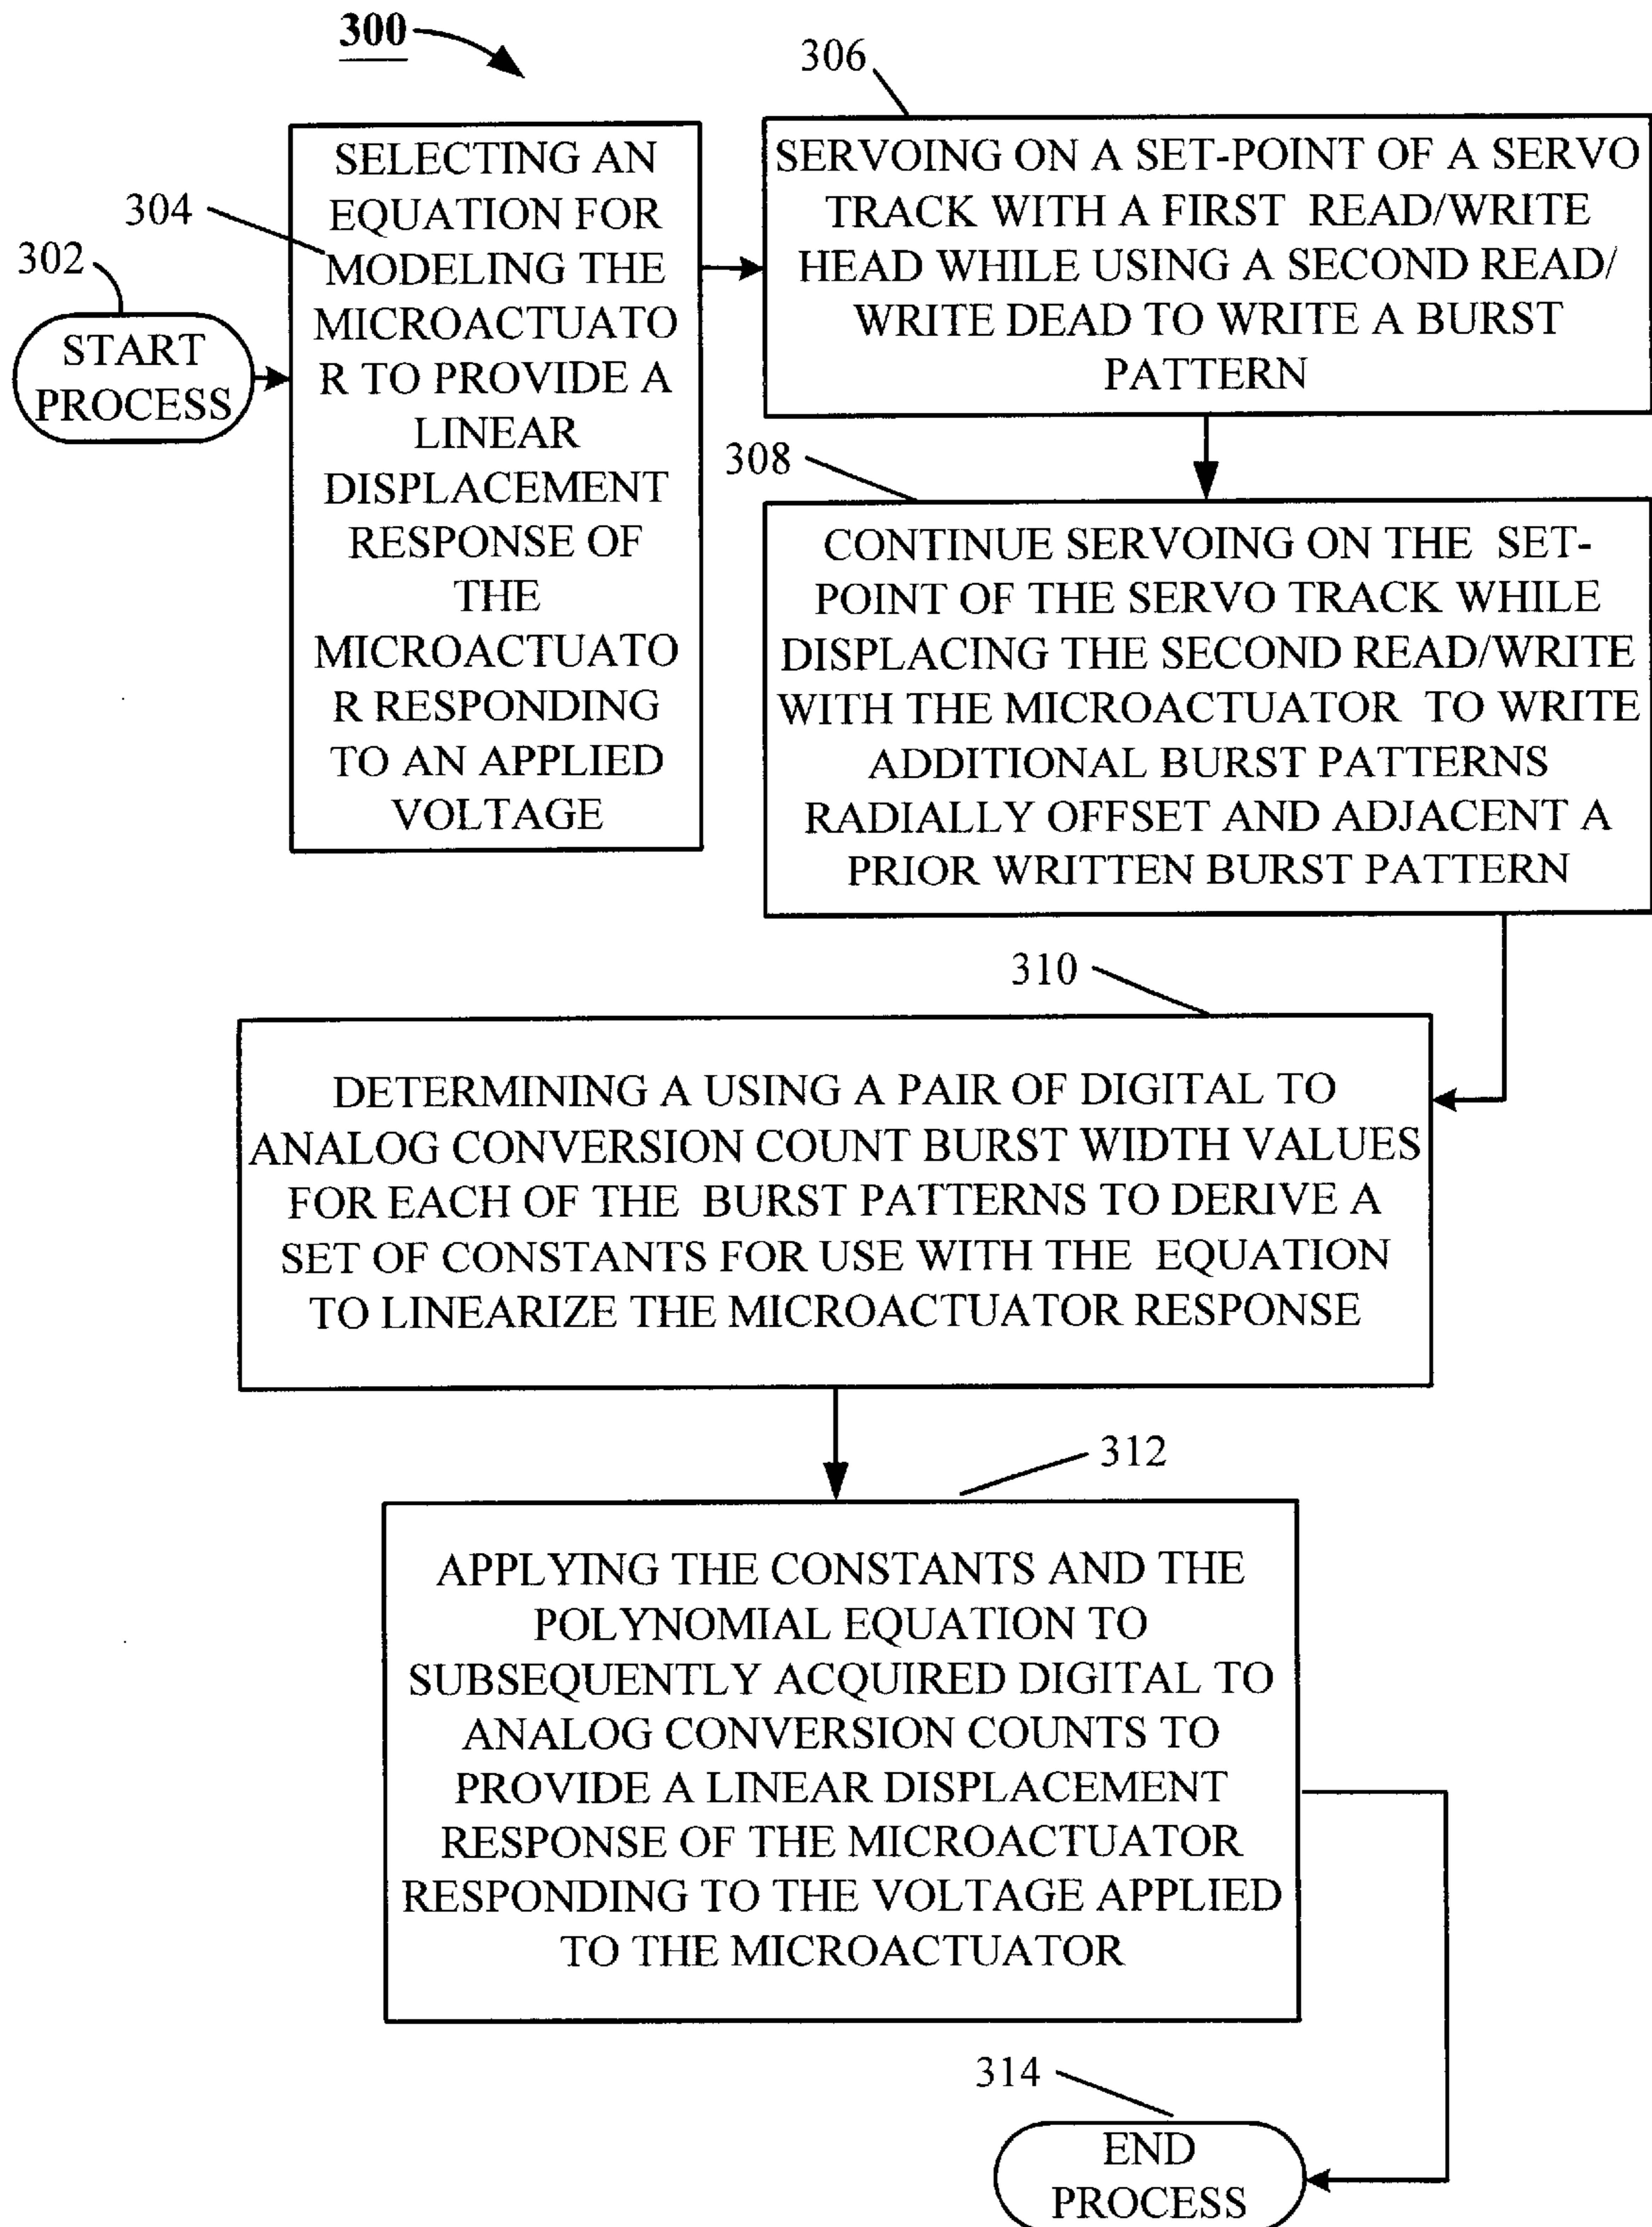 300
302
START
PROCESS
304
SELECTING AN
EQUATION FOR
MODELING THE
MICROACTUATO
R TO PROVIDE A
LINEAR
DISPLACEMENT
RESPONSE OF
THE
MICROACTUATO
R RESPONDING
TO AN APPLIED
VOLTAGE
306
SERVOING ON A SET-POINT OF A SERVO
TRACK WITH A FIRST READ/WRITE
HEAD WHILE USING A SECOND READ/
WRITE DEAD TO WRITE A BURST
PATTERN
308
CONTINUE SERVOING ON THE SET-
POINT OF THE SERVO TRACK WHILE
DISPLACING THE SECOND READ/WRITE
WITH THE MICROACTUATOR TO WRITE
ADDITIONAL BURST PATTERNS
RADIALLY OFFSET AND ADJACENT A
PRIOR WRITTEN BURST PATTERN
310
DETERMINING A USING A PAIR OF DIGITAL TO
ANALOG CONVERSION COUNT BURST WIDTH VALUES
FOR EACH OF THE BURST PATTERNS TO DERIVE A
SET OF CONSTANTS FOR USE WITH THE EQUATION
TO LINEARIZE THE MICROACTUATOR RESPONSE
312
APPLYING THE CONSTANTS AND THE
POLYNOMIAL EQUATION TO
SUBSEQUENTLY ACQUIRED DIGITAL TO
ANALOG CONVERSION COUNTS TO
PROVIDE A LINEAR DISPLACEMENT
RESPONSE OF THE MICROACTUATOR
RESPONDING TO THE VOLTAGE APPLIED
TO THE MICROACTUATOR
314
END
PROCESS